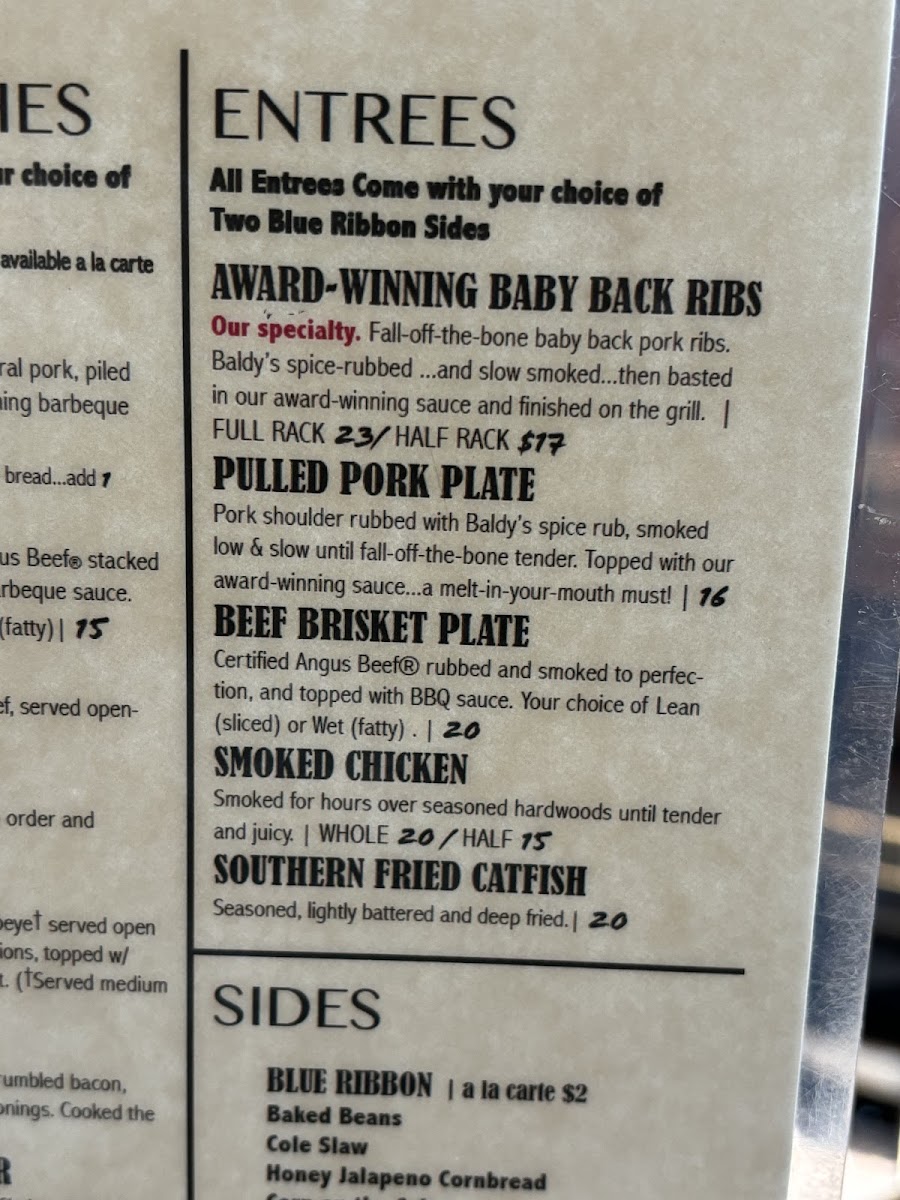 IES
r choice of
available a la carte
ral pork, piled
ing barbeque
bread...add 1
us Beef® stacked
rbeque sauce.
(fatty) | 15
ef, served open-
order and
beye† served open
ions, topped w/
t. (†Served medium
rumbled bacon,
onings. Cooked the
R
ENTREES
All Entrees Come with your choice of
Two Blue Ribbon Sides
AWARD-WINNING BABY BACK RIBS
Our specialty. Fall-off-the-bone baby back pork ribs.
Baldy's spice-rubbed ...and slow smoked...then basted
in our award-winning sauce and finished on the grill. |
FULL RACK 23/ HALF RACK $17
PULLED PORK PLATE
Pork shoulder rubbed with Baldy's spice rub, smoked
low & slow until fall-off-the-bone tender. Topped with our
award-winning sauce...a melt-in-your-mouth must! | 16
BEEF BRISKET PLATE
Certified Angus Beef® rubbed and smoked to perfec-
tion, and topped with BBQ sauce. Your choice of Lean
(sliced) or Wet (fatty) . | 20
SMOKED CHICKEN
Smoked for hours over seasoned hardwoods until tender
and juicy. | WHOLE 20 / HALF 15
SOUTHERN FRIED CATFISH
Seasoned, lightly battered and deep fried. | 20
SIDES
BLUE RIBBON | a la carte $2
Baked Beans
Cole Slaw
Honey Jalapeno Cornbread